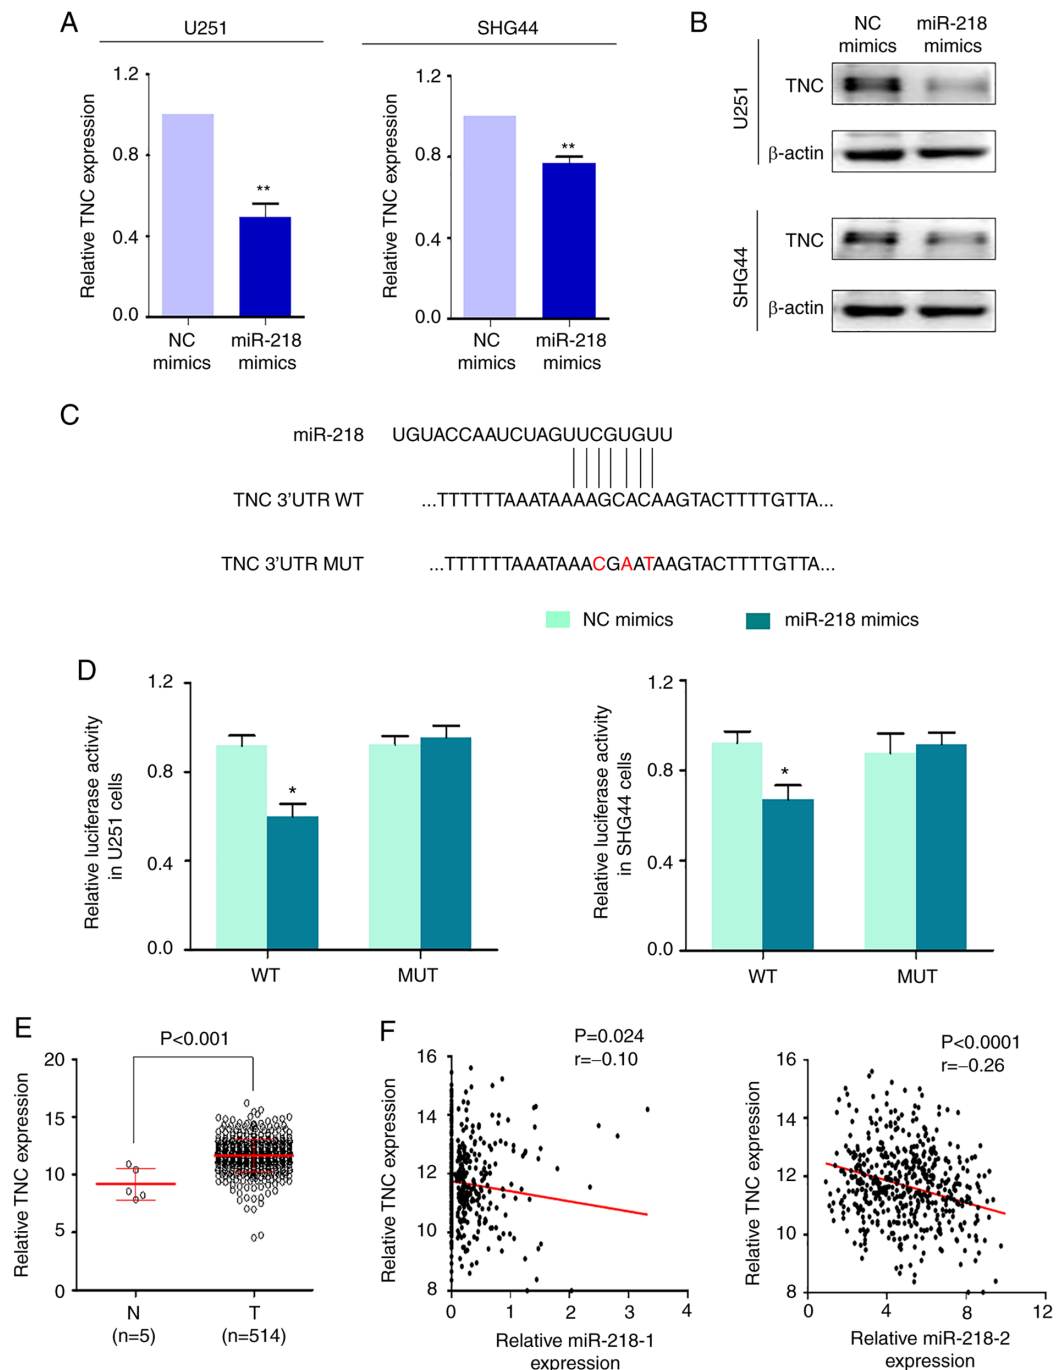 A
U251
SHG44
B
NC mimics
miR-218 mimics
Relative TNC expression
1.2
0.8
0.4
0.0
**
NC mimics
miR-218 mimics
Relative TNC expression
1.2
0.8
0.4
0.0
**
NC mimics
miR-218 mimics
U251
TNC
β-actin
SHG44
TNC
β-actin
C
miR-218 UGUACCAAUCUAGUUCGUGUU
TNC 3'UTR WT ...TTTTTTAAATAAAAGCACAAGTACTTTTGTTA...
TNC 3'UTR MUT ...TTTTTTAAATAAACGAATAAGTACTTTTGTTA...
NC mimics
miR-218 mimics
D
Relative luciferase activity
in U251 cells
1.2
0.8
0.4
0.0
*
WT
MUT
Relative luciferase activity
in SHG44 cells
1.2
0.8
0.4
0.0
*
WT
MUT
E
P<0.001
Relative TNC expression
20
15
10
5
0
N
(n=5)
T
(n=514)
F
P=0.024
r=−0.10
Relative TNC expression
16
14
12
10
8
0 1 2 3 4
Relative miR-218-1
expression
P<0.0001
r=−0.26
Relative TNC expression
16
14
12
10
8
0 4 8 12
Relative miR-218-2
expression